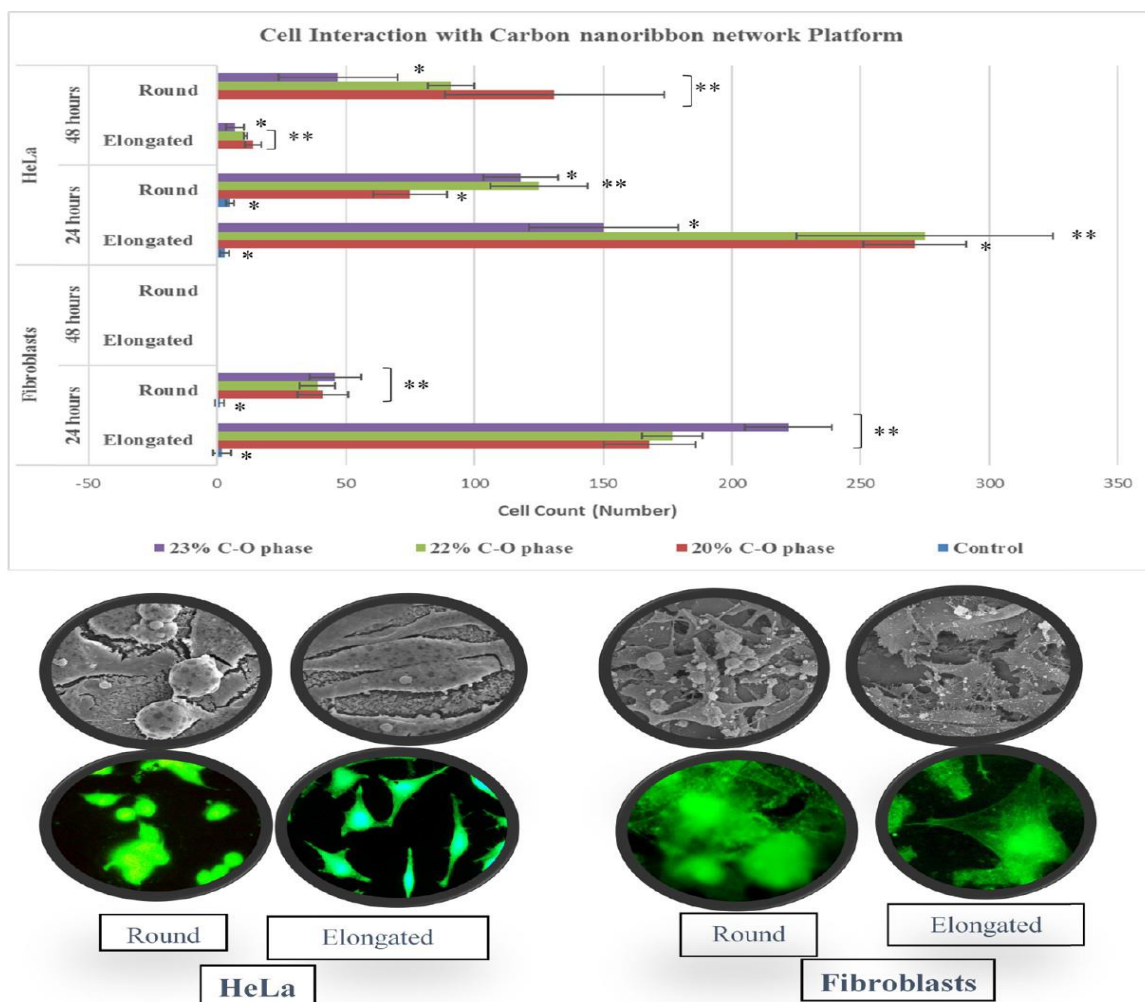 Cell Interaction with Carbon nanoribbon network Platform
HeLa
48 hours
Round
*
**
Elongated
*
**
24 hours
Round
*
**
*
*
Elongated
*
**
*
*
Fibroblasts
48 hours
Round
Elongated
24 hours
Round
**
*
Elongated
**
*
-50 0 50 100 150 200 250 300 350
Cell Count (Number)
23% C-O phase 22% C-O phase 20% C-O phase Control
Round Elongated Round Elongated
HeLa Fibroblasts